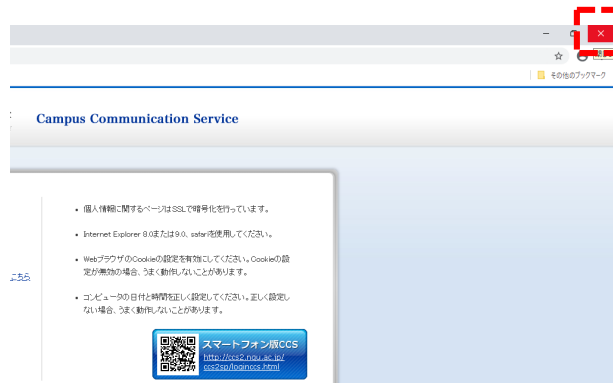 その他のブックマーク
Campus Communication Service
• 個人情報に関するページはSSLで暗号化を行っています。
• Internet Explorer 8.0または9.0、safariを使用してください。
• WebブラウザのCookieの設定を有効にしてください。Cookieの設
定が無効の場合、うまく動作しないことがあります。
こちら
• コンピュータの日付と時間を正しく設定してください。正しく設定し
ない場合、うまく動作しないことがあります。
スマートフォン版CCS
http://ccs2.ngu.ac.jp/
ccs2sp/loginccs.html